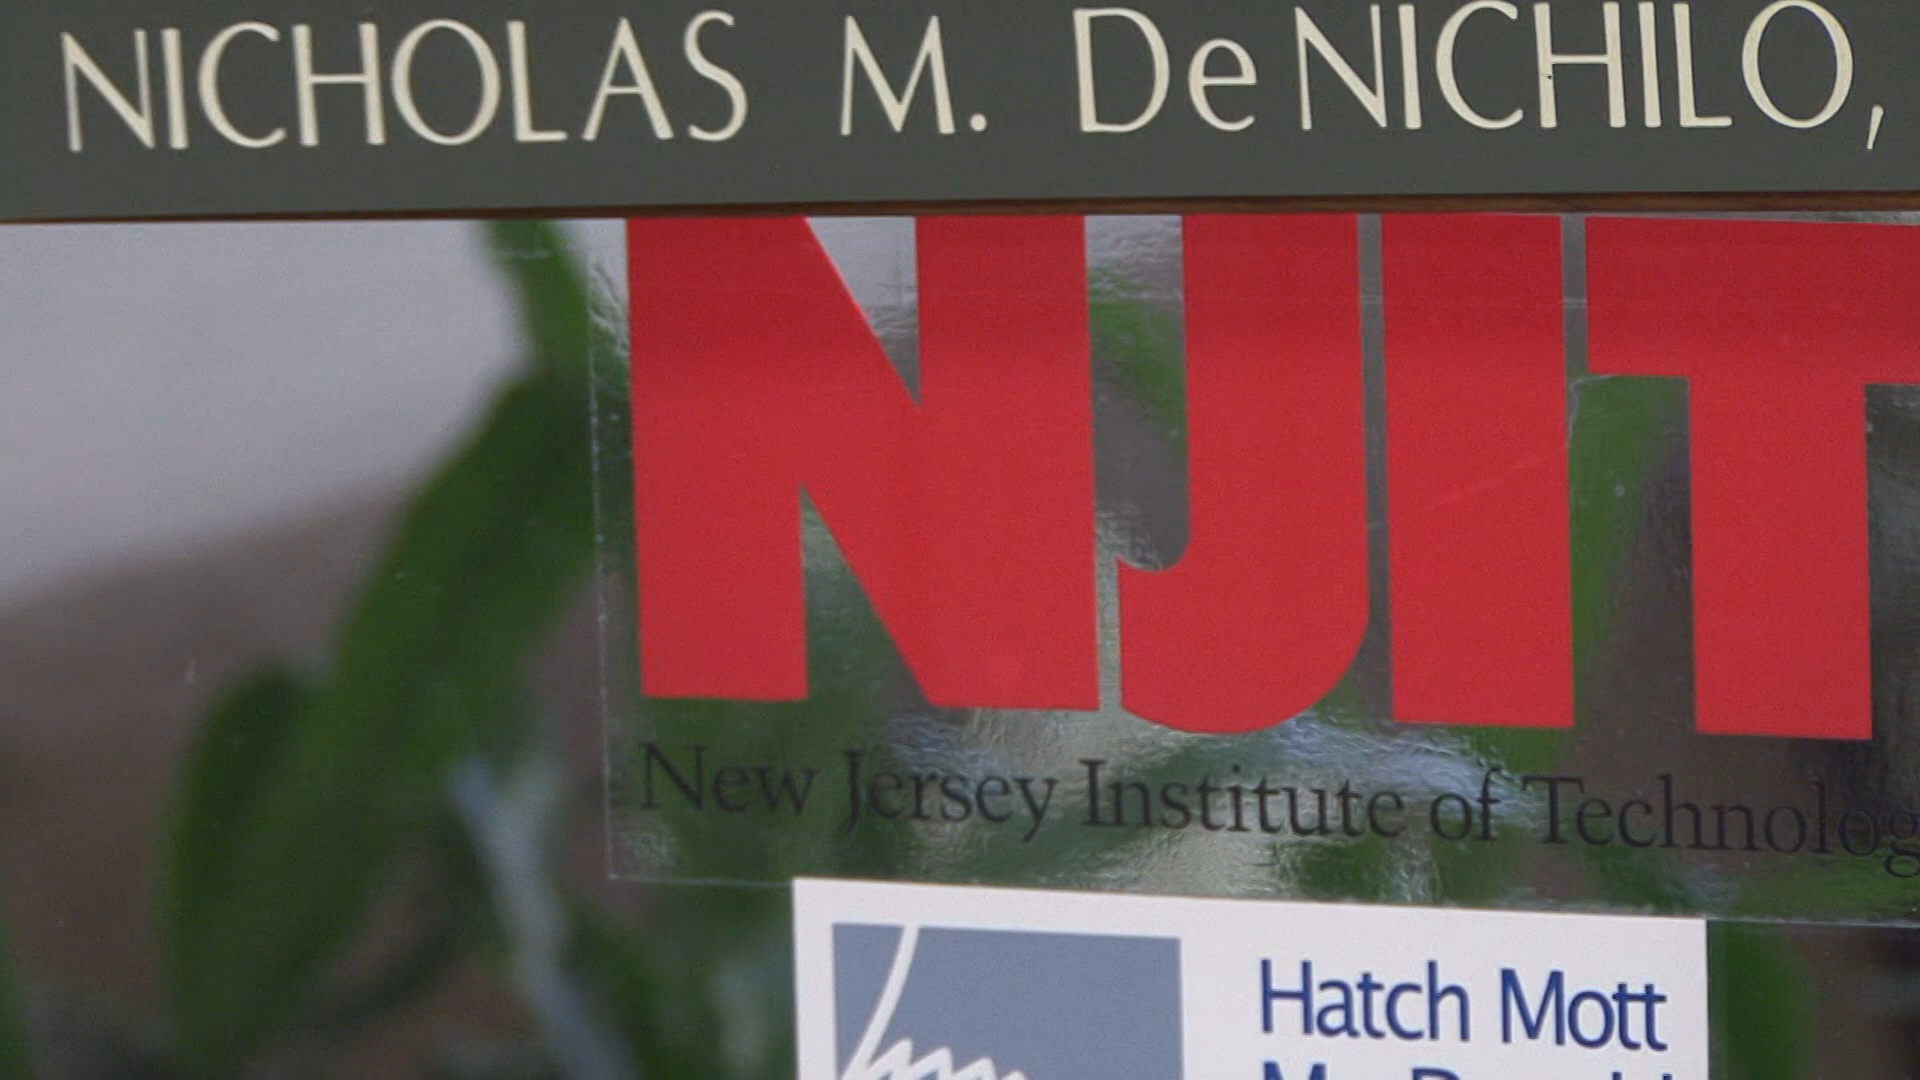 NICHOLAS M. DeNICHILO,
NJIT
New Jersey Institute of Technolog
Hatch Mott